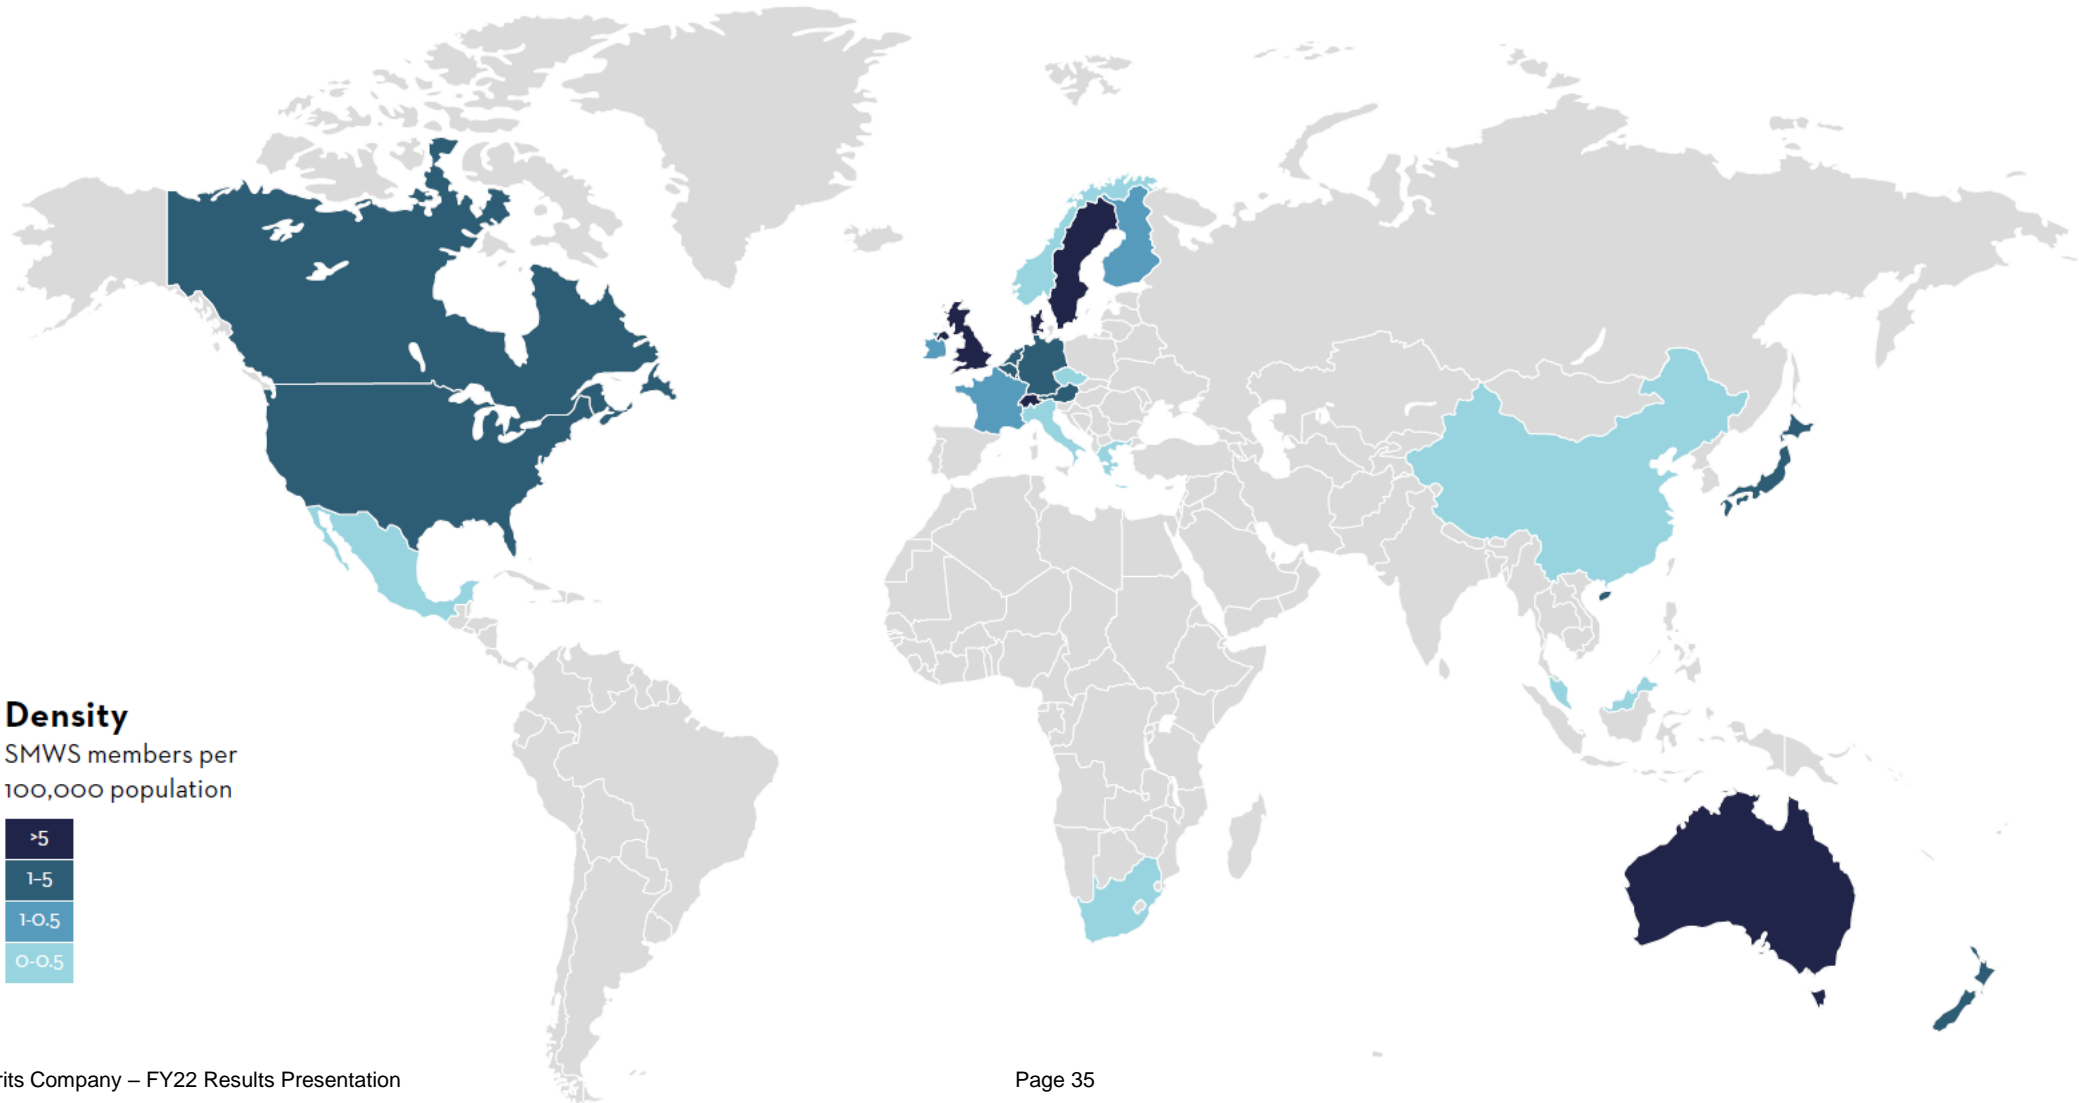 Density
SMWS members per
100,000 population
>5
1-5
1-0.5
0-0.5
rits Company – FY22 Results Presentation
Page 35